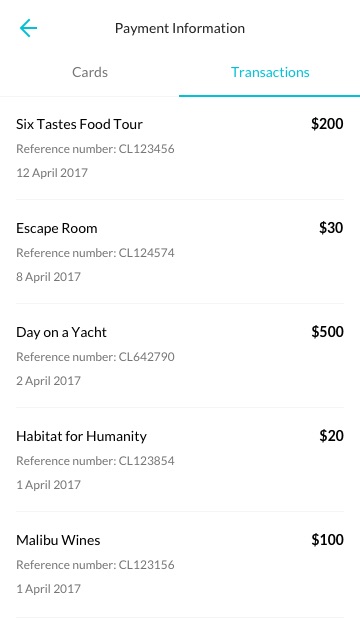 Payment Information
Cards Transactions
Six Tastes Food Tour $200
Reference number: CL123456
12 April 2017
Escape Room $30
Reference number: CL124574
8 April 2017
Day on a Yacht $500
Reference number: CL642790
2 April 2017
Habitat for Humanity $20
Reference number: CL123854
1 April 2017
Malibu Wines $100
Reference number: CL123156
1 April 2017